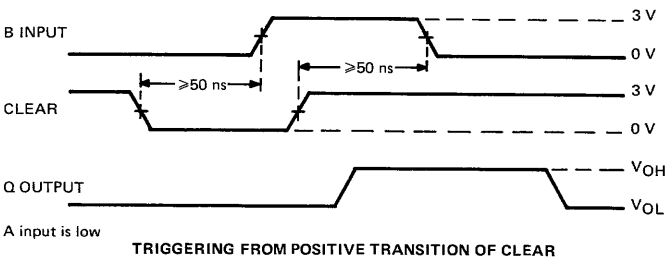 B INPUT
3 V
0 V
⩾50 ns
⩾50 ns
CLEAR
3 V
0 V
Q OUTPUT
VOH
VOL
A input is low
TRIGGERING FROM POSITIVE TRANSITION OF CLEAR